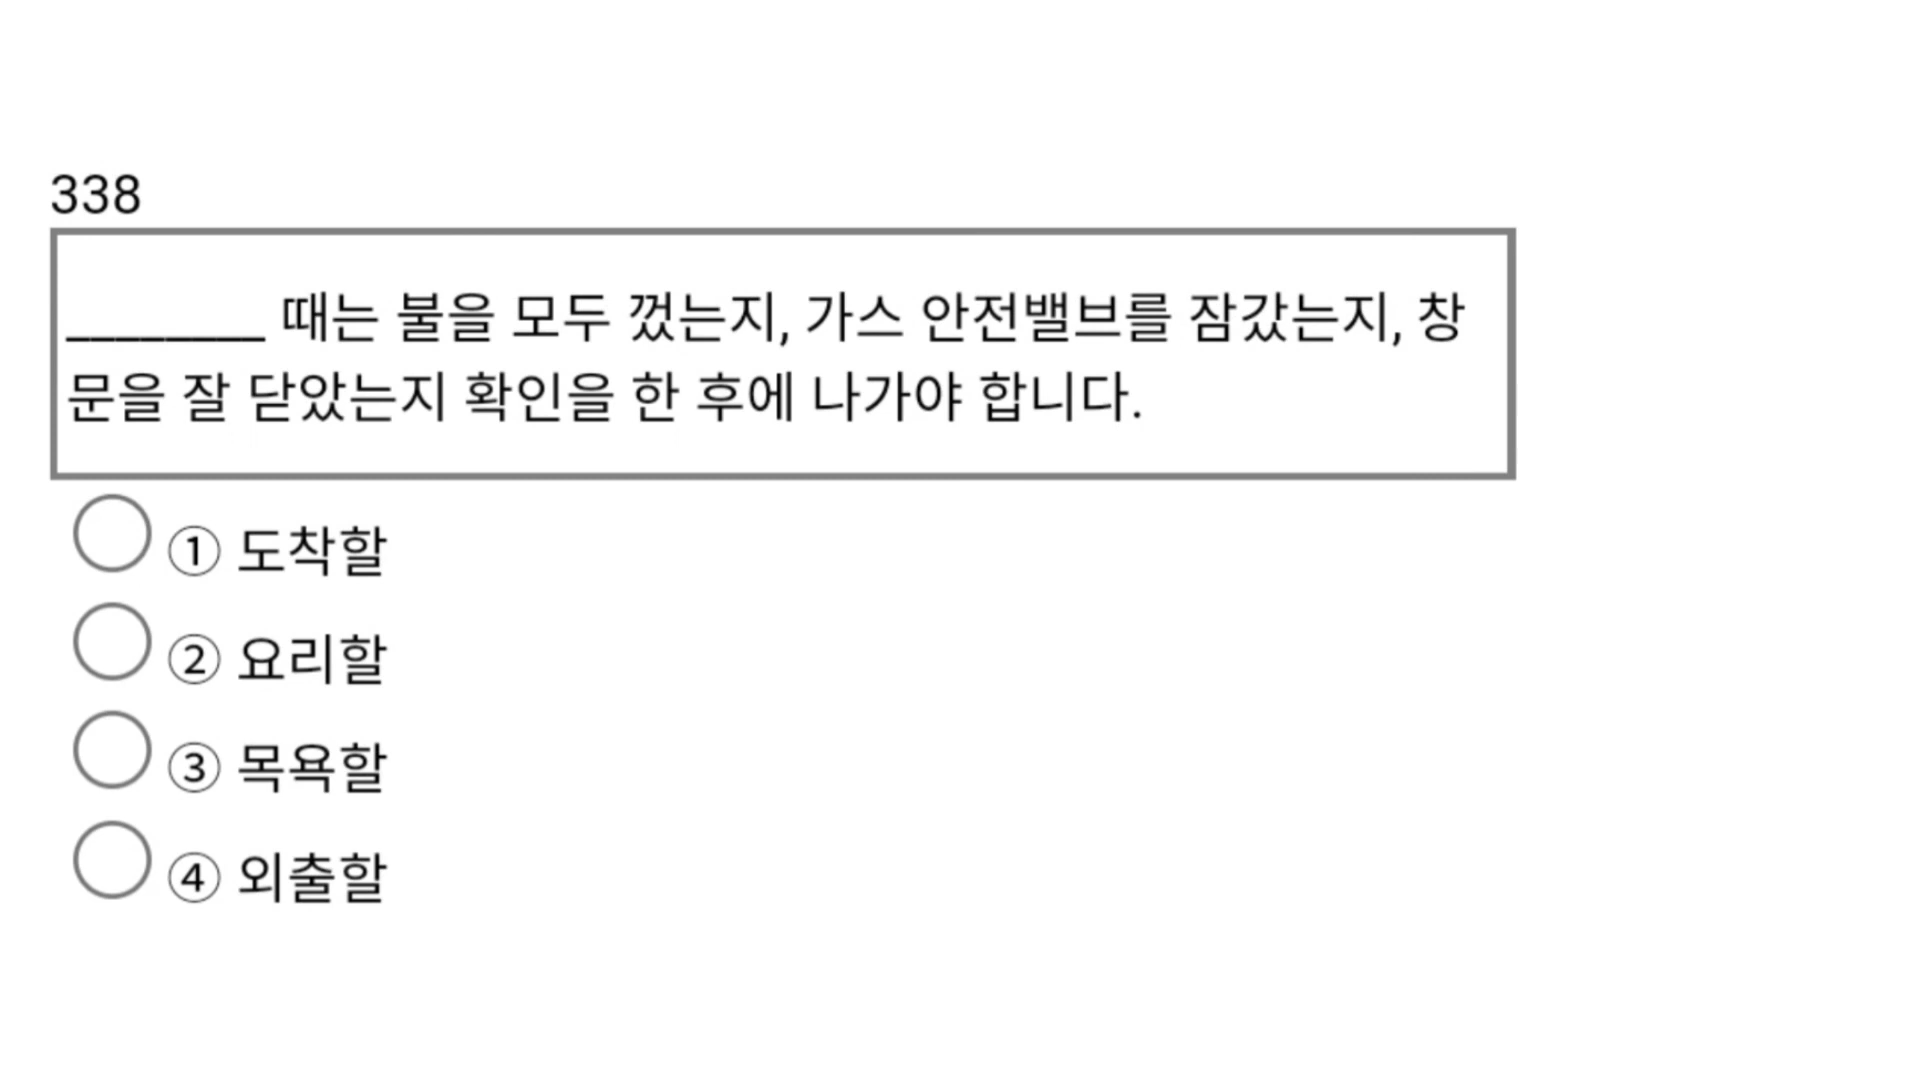 338
________ 때는 불을 모두 껐는지, 가스 안전밸브를 잠갔는지, 창
문을 잘 닫았는지 확인을 한 후에 나가야 합니다.
① 도착할
② 요리할
③ 목욕할
④ 외출할